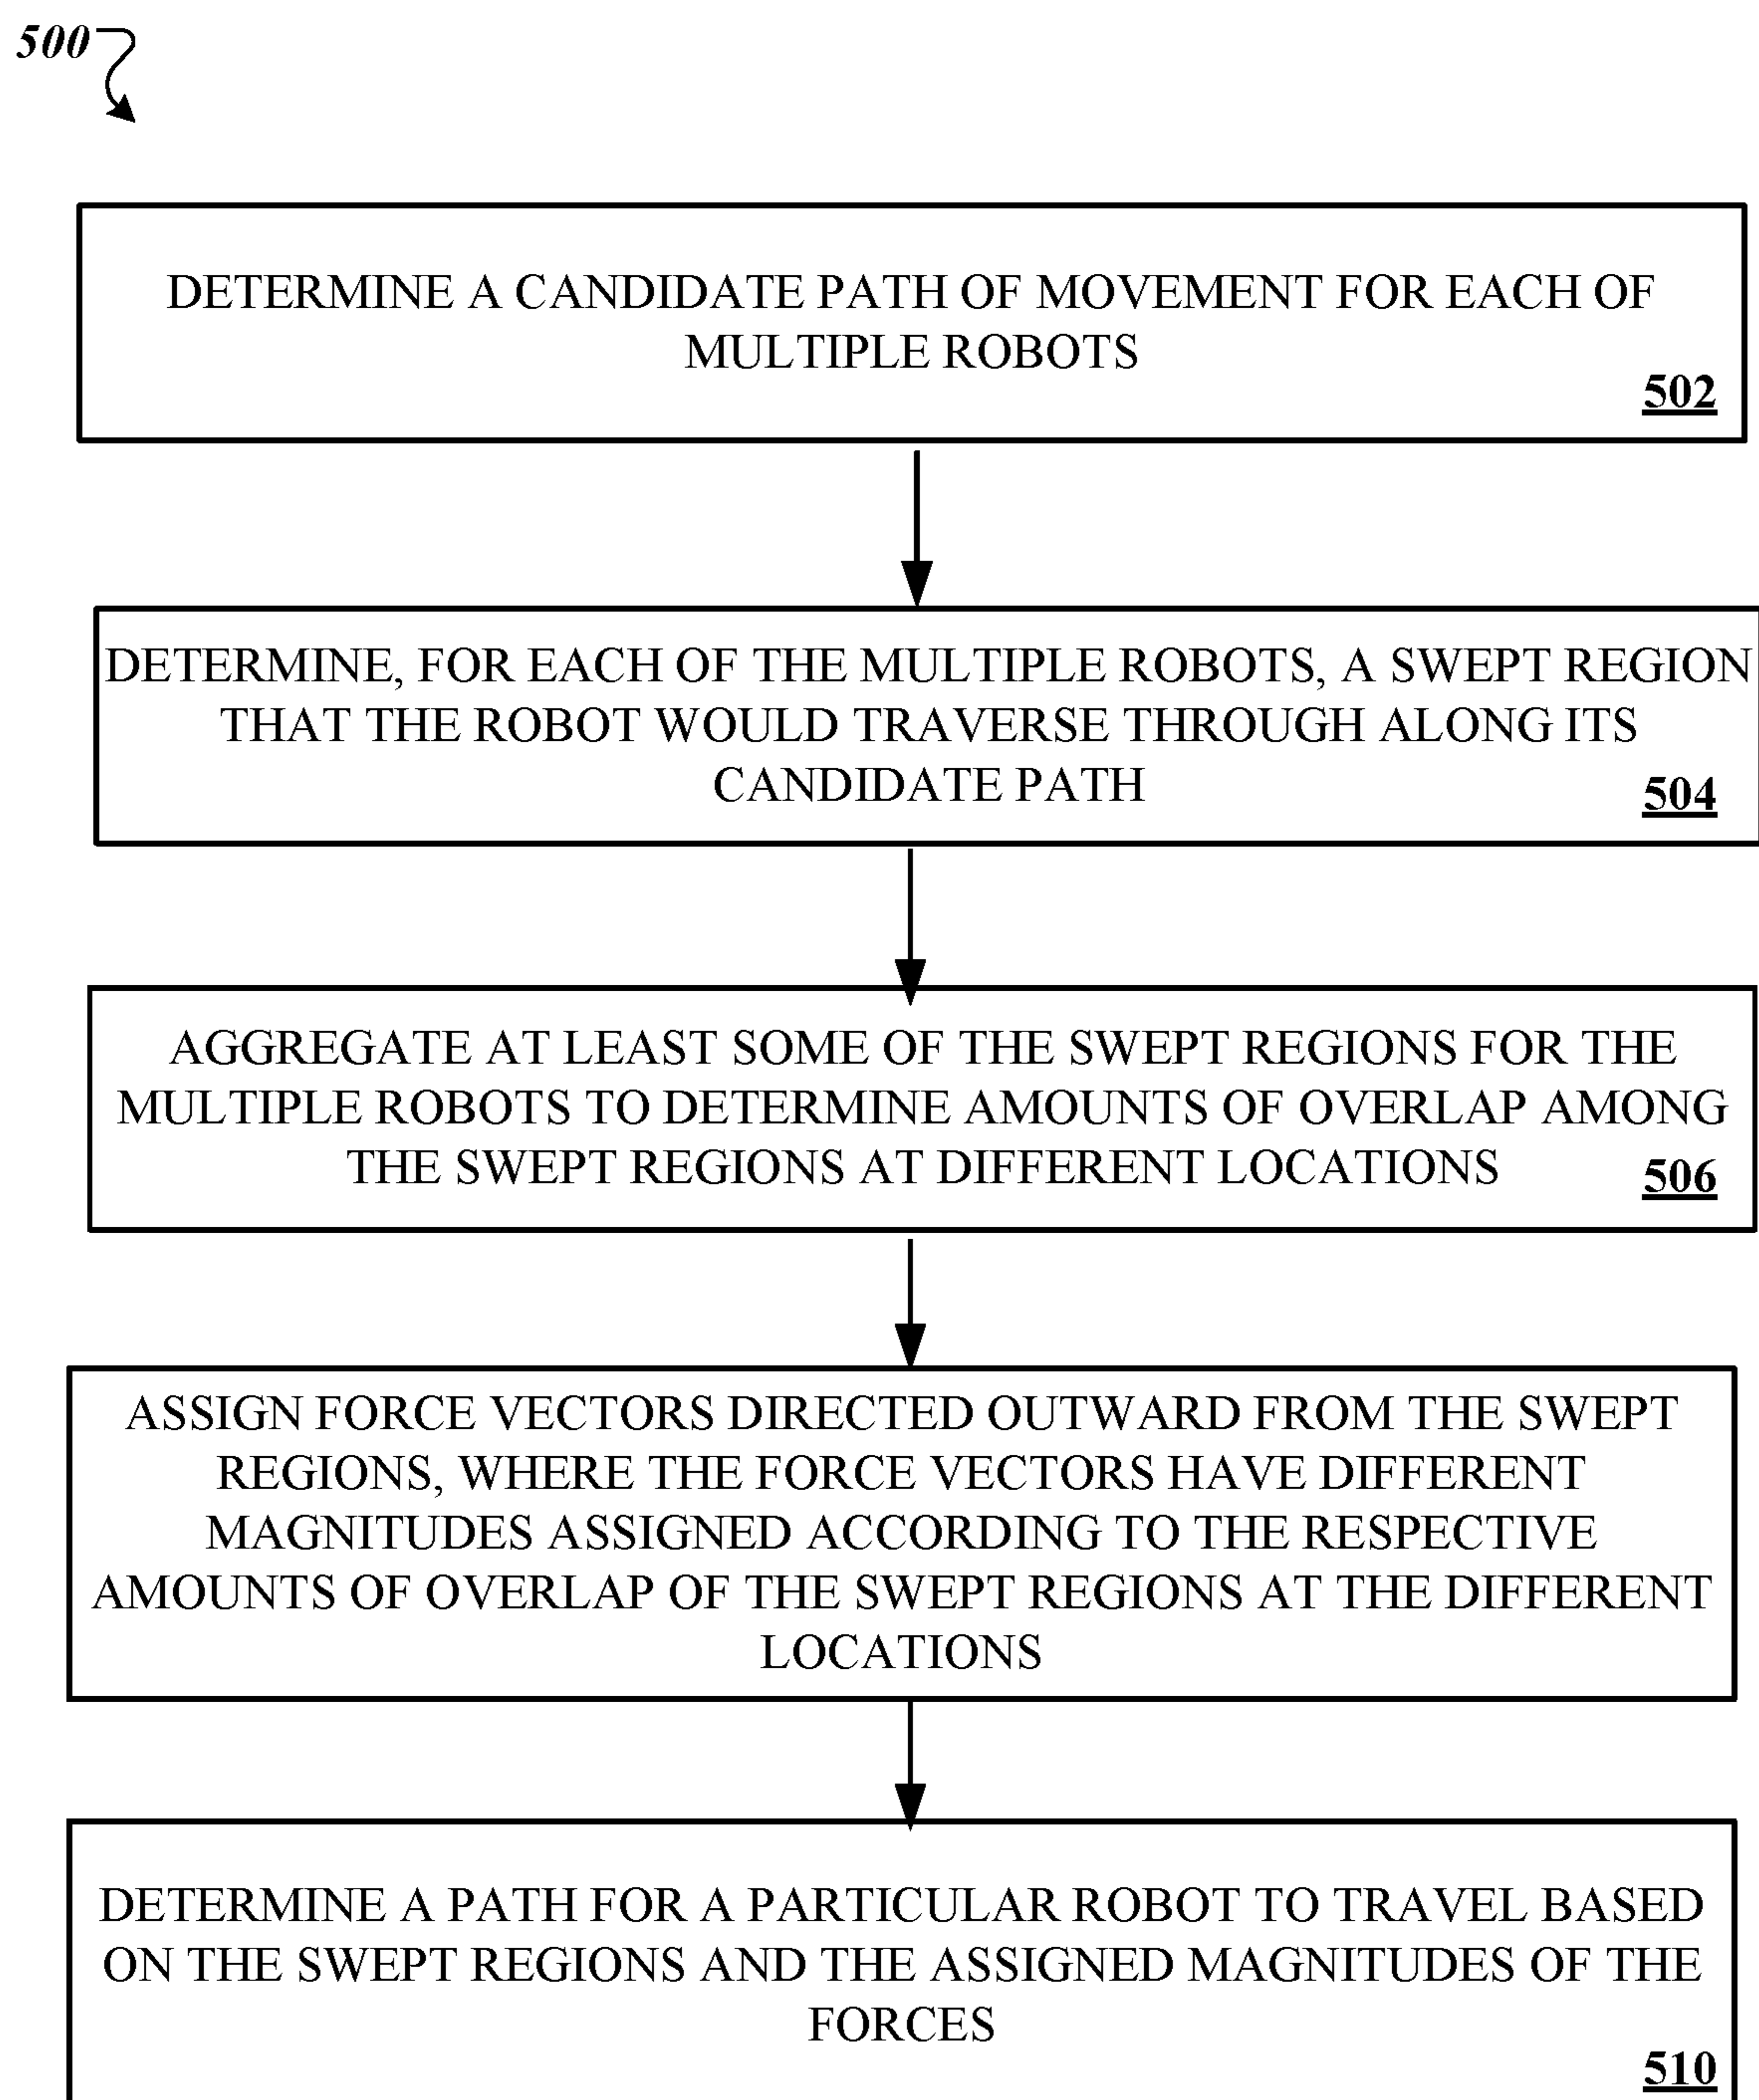 500
DETERMINE A CANDIDATE PATH OF MOVEMENT FOR EACH OF
MULTIPLE ROBOTS
502
DETERMINE, FOR EACH OF THE MULTIPLE ROBOTS, A SWEPT REGION
THAT THE ROBOT WOULD TRAVERSE THROUGH ALONG ITS
CANDIDATE PATH
504
AGGREGATE AT LEAST SOME OF THE SWEPT REGIONS FOR THE
MULTIPLE ROBOTS TO DETERMINE AMOUNTS OF OVERLAP AMONG
THE SWEPT REGIONS AT DIFFERENT LOCATIONS
506
ASSIGN FORCE VECTORS DIRECTED OUTWARD FROM THE SWEPT
REGIONS, WHERE THE FORCE VECTORS HAVE DIFFERENT
MAGNITUDES ASSIGNED ACCORDING TO THE RESPECTIVE
AMOUNTS OF OVERLAP OF THE SWEPT REGIONS AT THE DIFFERENT
LOCATIONS
DETERMINE A PATH FOR A PARTICULAR ROBOT TO TRAVEL BASED
ON THE SWEPT REGIONS AND THE ASSIGNED MAGNITUDES OF THE
FORCES
510